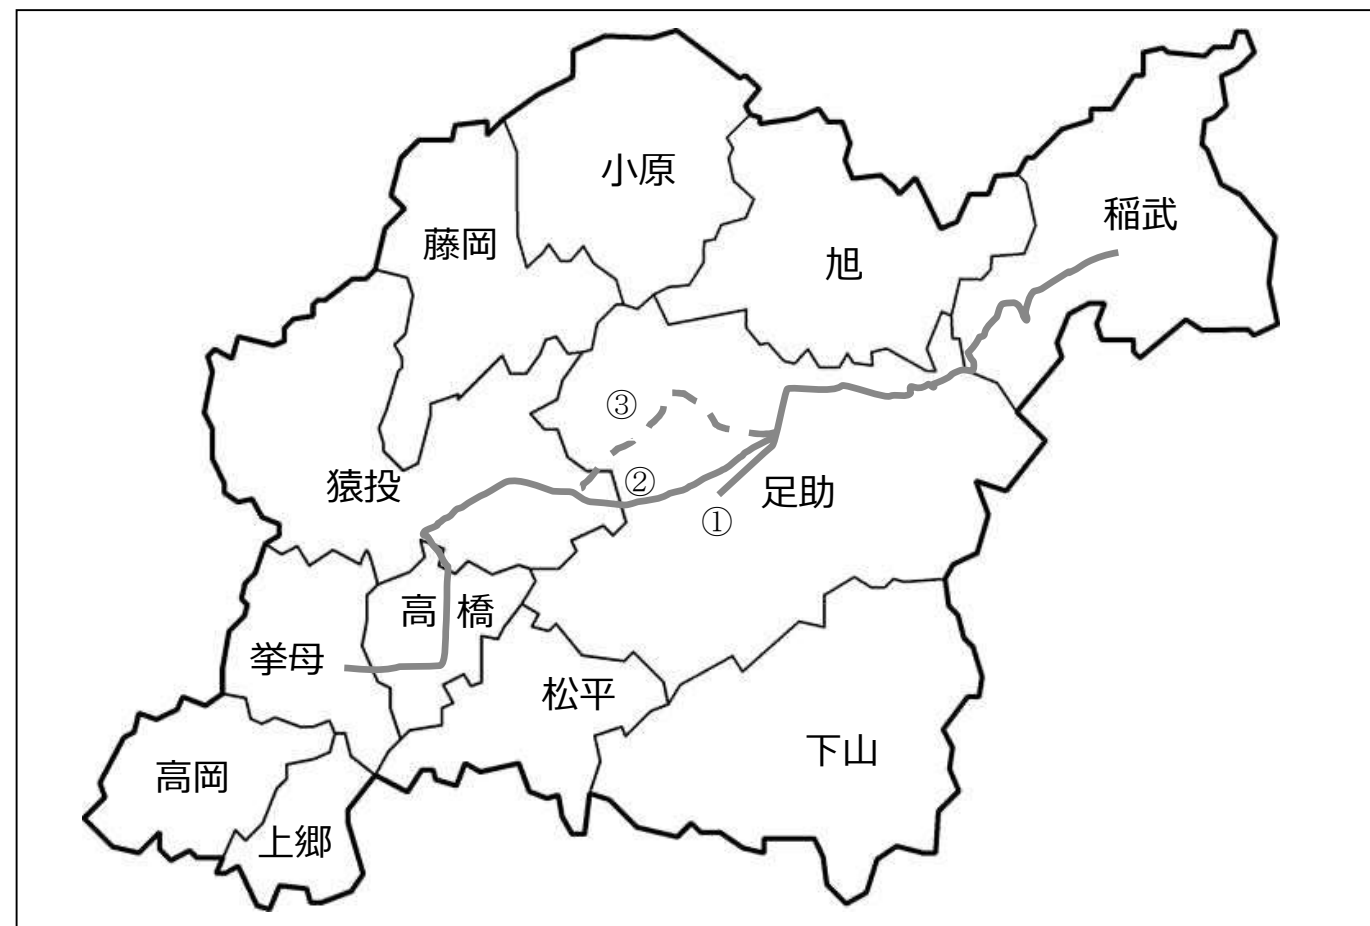 小原
稲武
藤岡
旭
③
猿投
②
足助
①
高橋
挙母
松平
下山
高岡
上郷